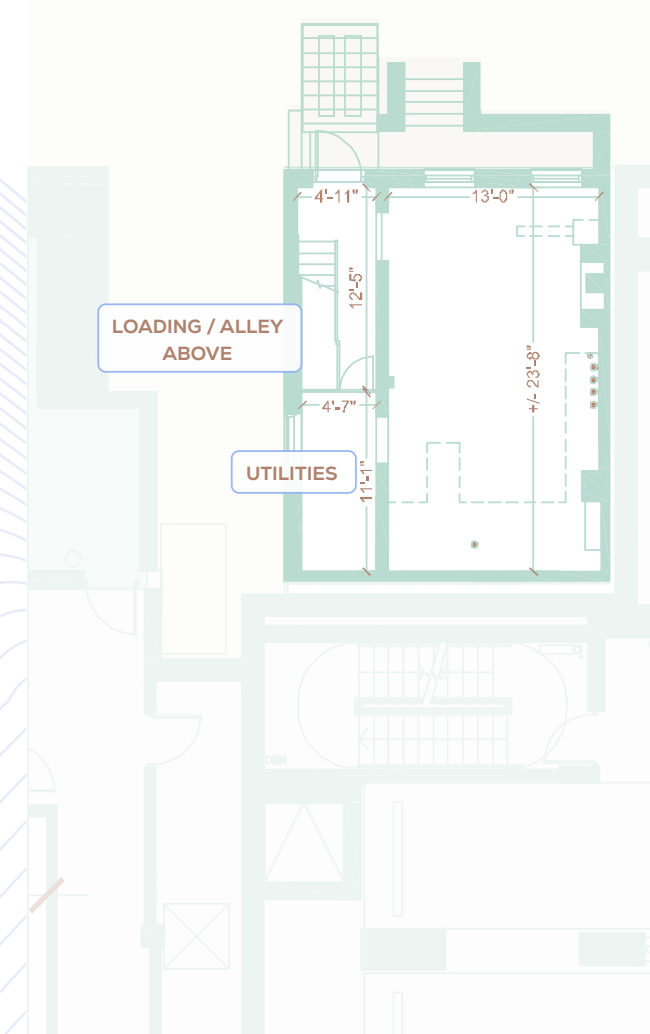 4'-11"
13'-0"
12'-5"
LOADING / ALLEY
ABOVE
+/- 23'-8"
4'-7"
UTILITIES
11'-1"